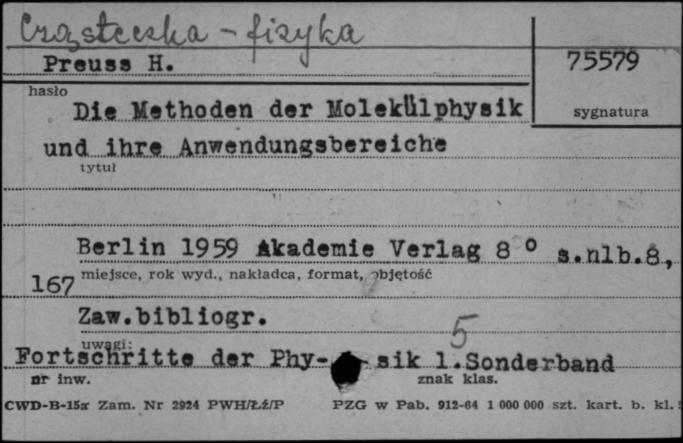 Cząsteczka - fizyka
Preuss H.
75579
hasło
sygnatura
Die Methoden der Molekülphysik
und ihre Anwendungsbereiche
tytuł
Berlin 1959 Akademie Verlag 8° s.nlb.8,
miejsce, rok wyd., nakładca, format, objętość
167
Zaw.bibliogr.
5
uwagi:
Fortschritte der Phy- sik 1.Sonderband
nr inw.
znak klas.
CWD-B-15a Zam. Nr 2924 PWH/Łź/P PZG w Pab. 912-64 1 000 000 szt. kart. b. kl.